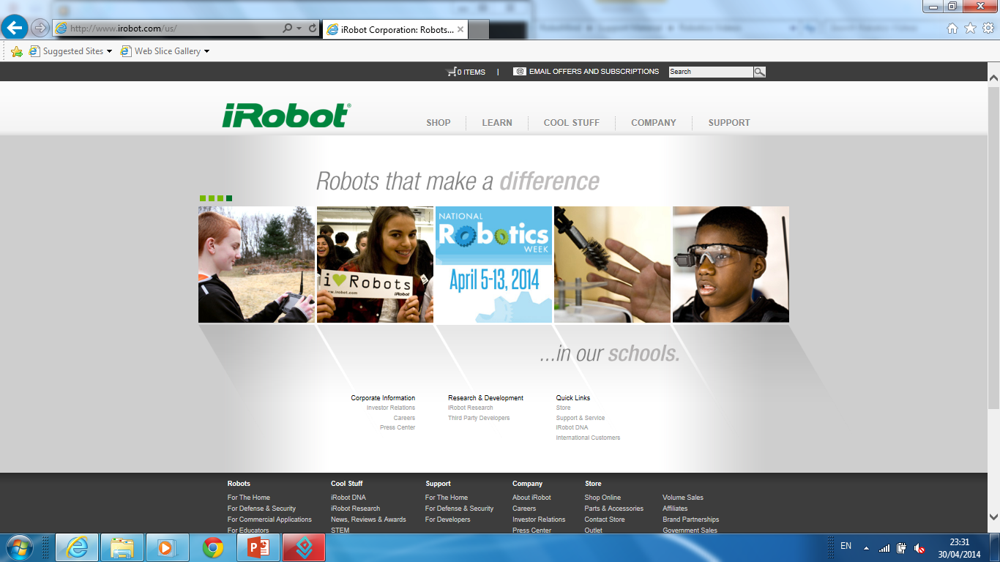 http://www.irobot.com/us/
iRobot Corporation: Robots...
Suggested Sites
Web Slice Gallery
0 ITEMS | EMAIL OFFERS AND SUBSCRIPTIONS Search
iRobot®
SHOP LEARN COOL STUFF COMPANY SUPPORT
Robots that make a difference
i Robots
www.irobot.com iRobot
NATIONAL
Robotics
WEEK
April 5-13, 2014
...in our schools.
Corporate Information
Investor Relations
Careers
Press Center
Research & Development
iRobot Research
Third Party Developers
Quick Links
Store
Support & Service
iRobot DNA
International Customers
Robots
For The Home
For Defense & Security
For Commercial Applications
For Educators
Cool Stuff
iRobot DNA
iRobot Research
News, Reviews & Awards
STEM
Support
For The Home
For Defense & Security
For Developers
Company
About iRobot
Careers
Investor Relations
Press Center
Store
Shop Online
Parts & Accessories
Contact Store
Outlet
Volume Sales
Affiliates
Brand Partnerships
Government Sales
EN
23:31
30/04/2014